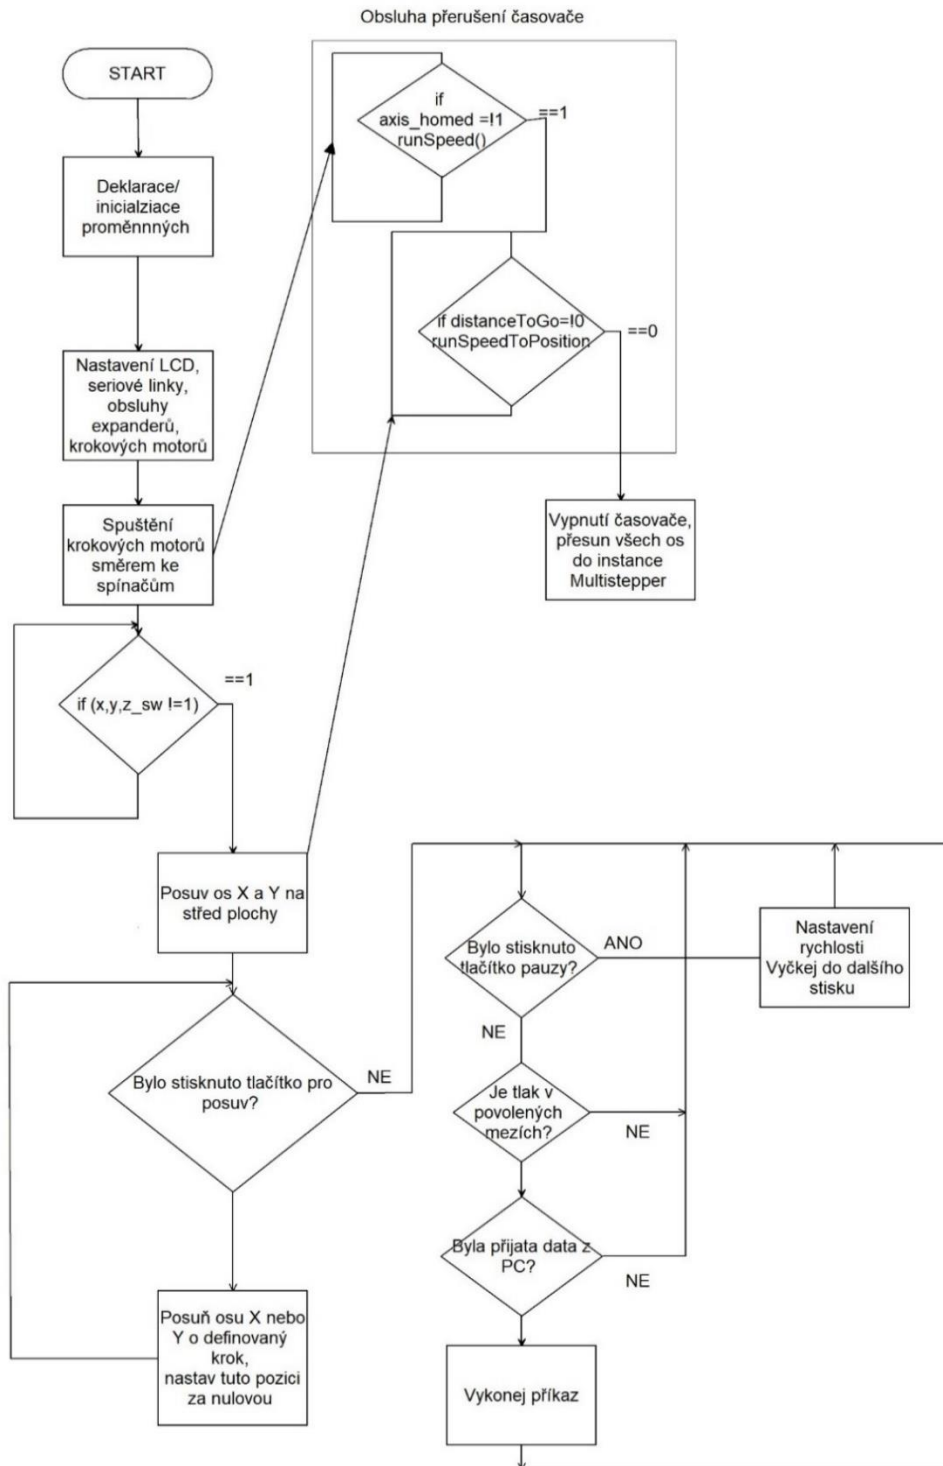 Obsluha přerušení časovače
START
if
axis_homed =!1
runSpeed()
==1
Deklarace/
inicialziace
proměnnných
if distanceToGo=!0
runSpeedToPosition
==0
Nastavení LCD,
seriové linky,
obsluhy
expanderů,
krokových motorů
Spuštění
krokových motorů
směrem ke
spínačům
Vypnutí časovače,
přesun všech os
do instance
Multistepper
if (x,y,z_sw !=1)
==1
Posuv os X a Y na
střed plochy
Bylo stisknuto
tlačítko pauzy?
ANO
Nastavení
rychlosti
Vyčkej do dalšího
stisku
NE
Bylo stisknuto tlačítko pro
posuv?
NE
Je tlak v
povolených
mezích?
NE
Byla přijata data z
PC?
NE
Posuň osu X nebo
Y o definovaný
krok,
nastav tuto pozici
za nulovou
Vykonej příkaz